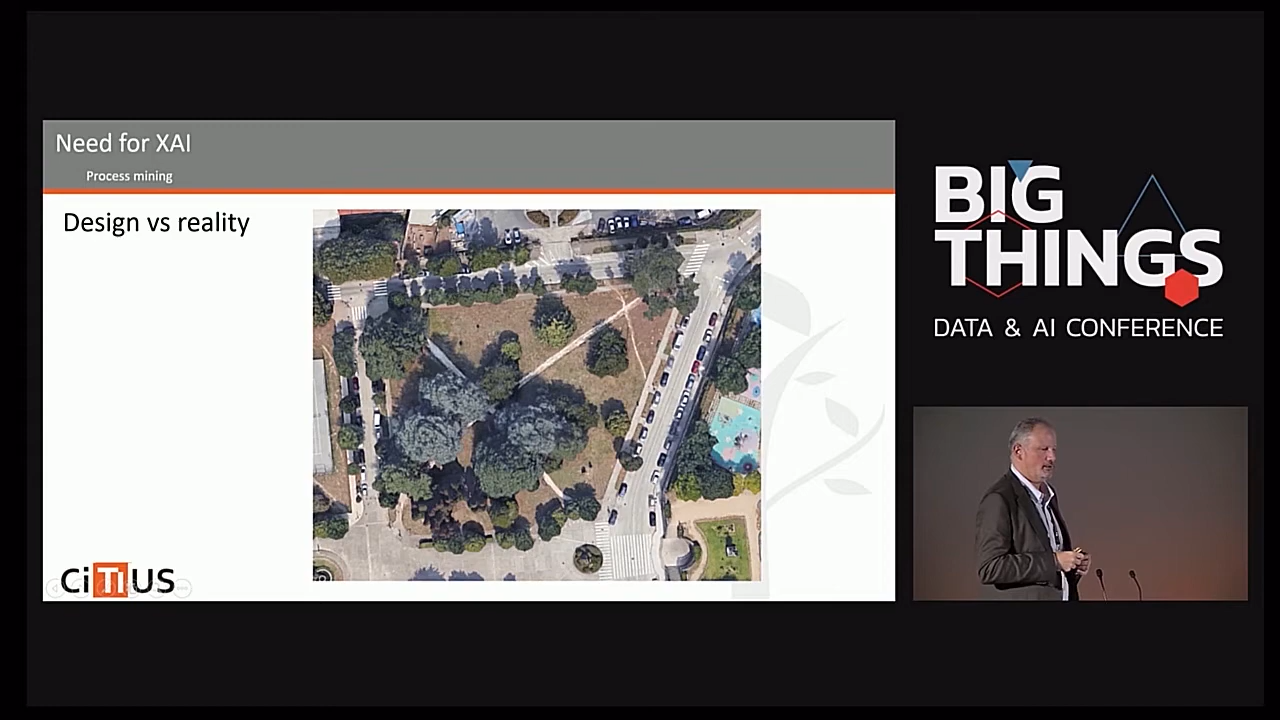 Need for XAI
Process mining
Design vs reality
CiTIUS
BIG
THINGS
DATA & AI CONFERENCE